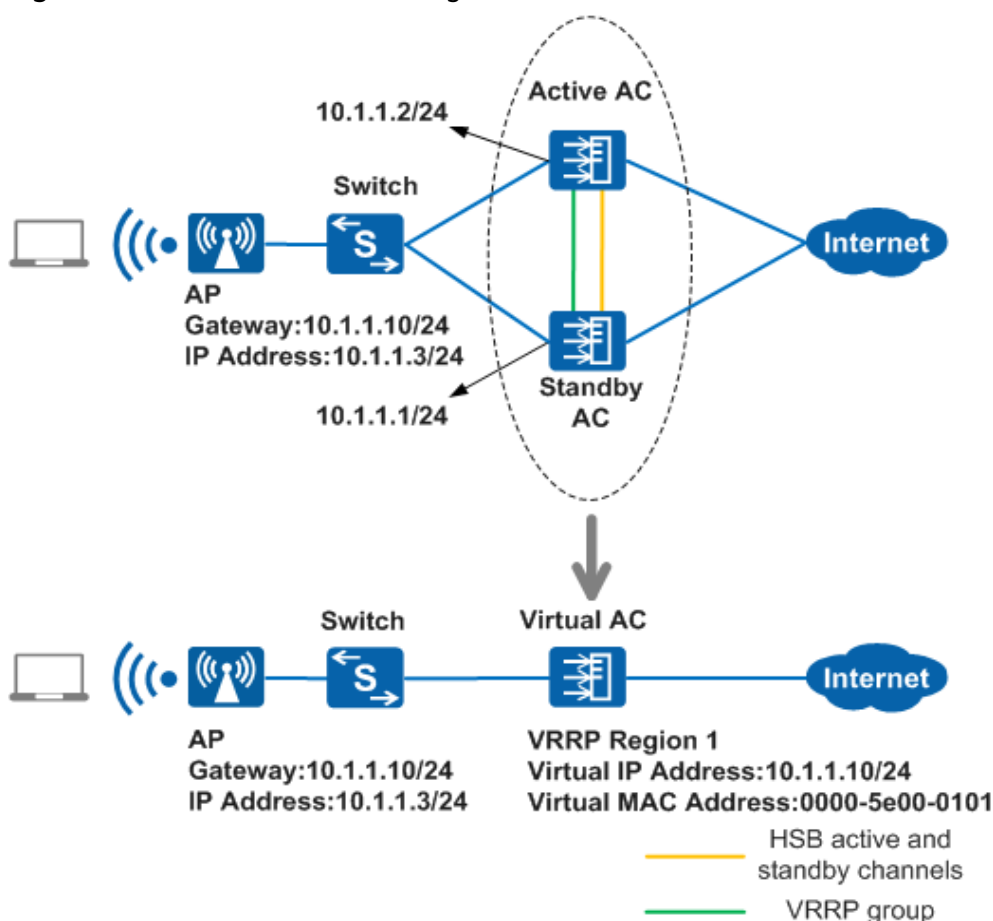 Active AC
10.1.1.2/24
Switch
S
Internet
AP
Gateway:10.1.1.10/24
IP Address:10.1.1.3/24
Standby
AC
10.1.1.1/24
Switch
Virtual AC
S
Internet
AP
Gateway:10.1.1.10/24
IP Address:10.1.1.3/24
VRRP Region 1
Virtual IP Address:10.1.1.10/24
Virtual MAC Address:0000-5e00-0101
HSB active and
standby channels
VRRP group